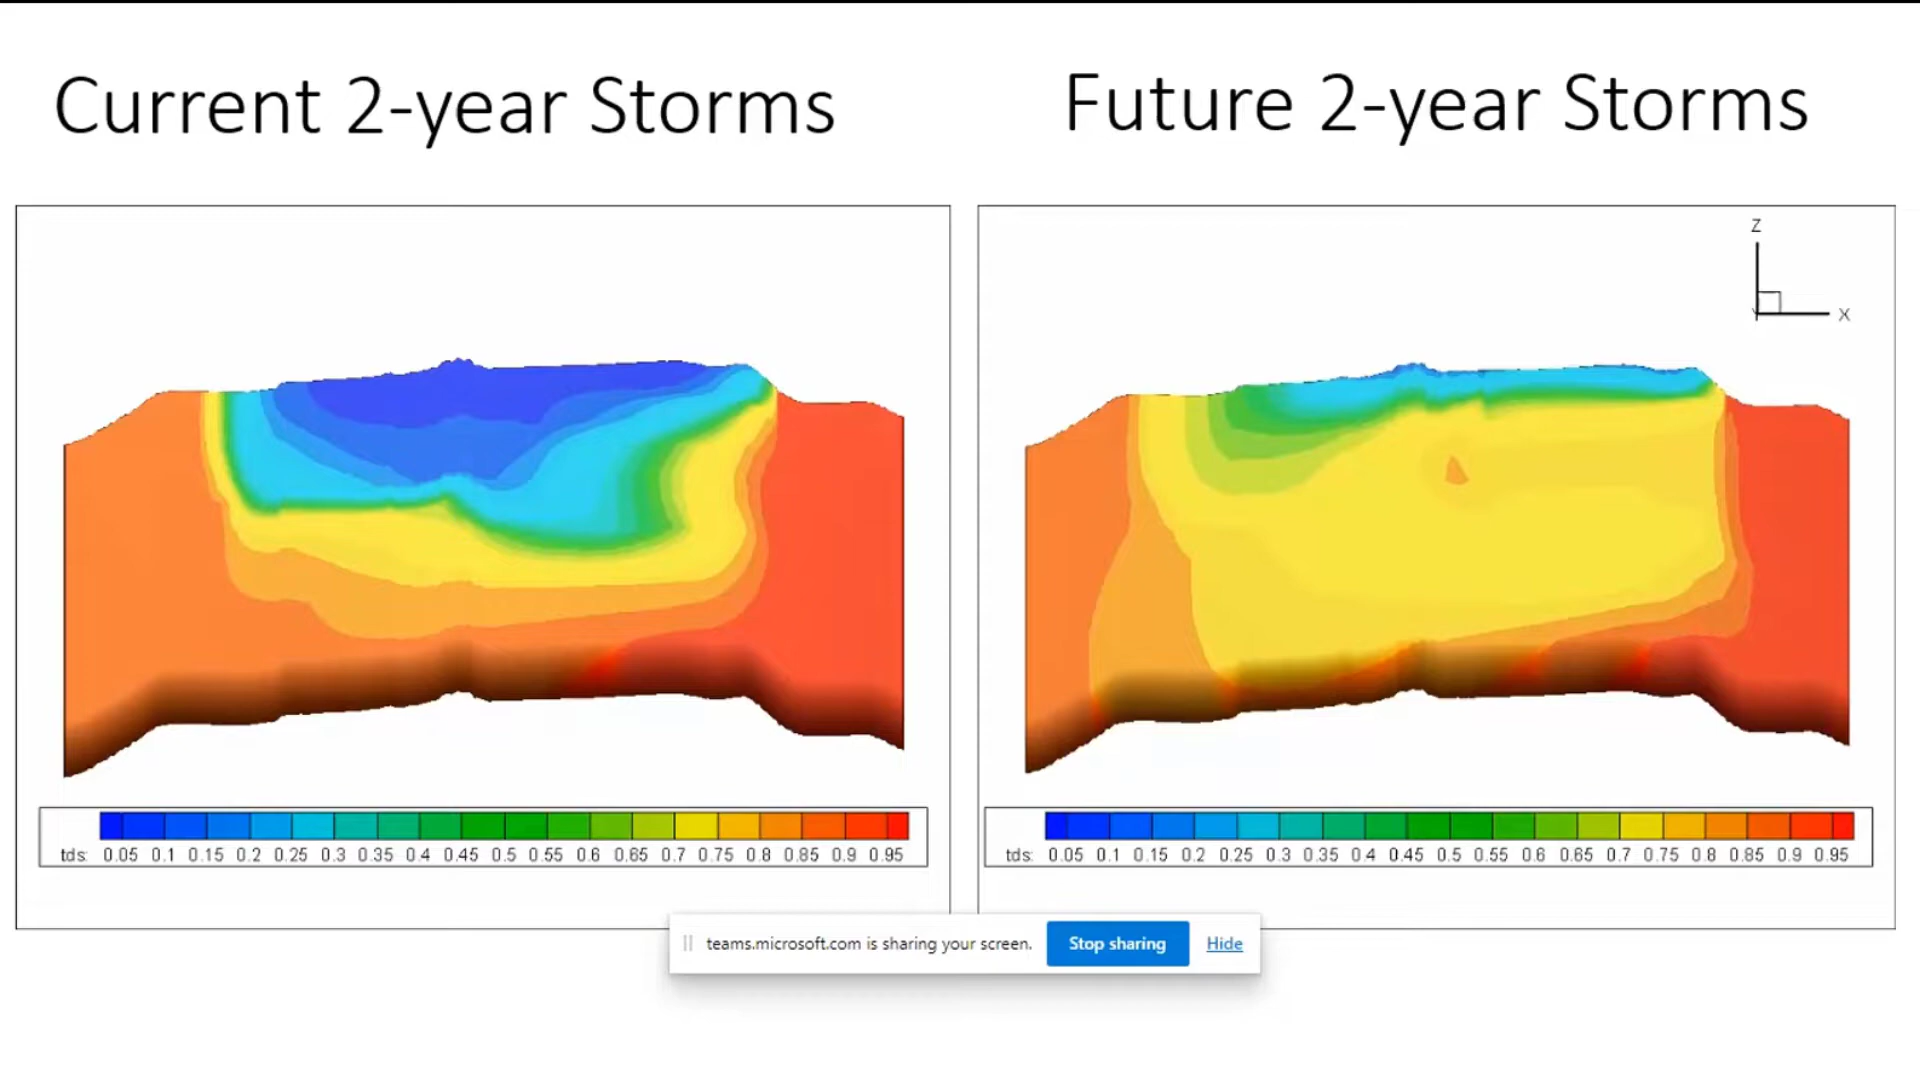 Current 2-year Storms
Future 2-year Storms
Z
X
tds: 0.05 0.1 0.15 0.2 0.25 0.3 0.35 0.4 0.45 0.5 0.55 0.6 0.65 0.7 0.75 0.8 0.85 0.9 0.95
tds: 0.05 0.1 0.15 0.2 0.25 0.3 0.35 0.4 0.45 0.5 0.55 0.6 0.65 0.7 0.75 0.8 0.85 0.9 0.95
teams.microsoft.com is sharing your screen. Stop sharing Hide